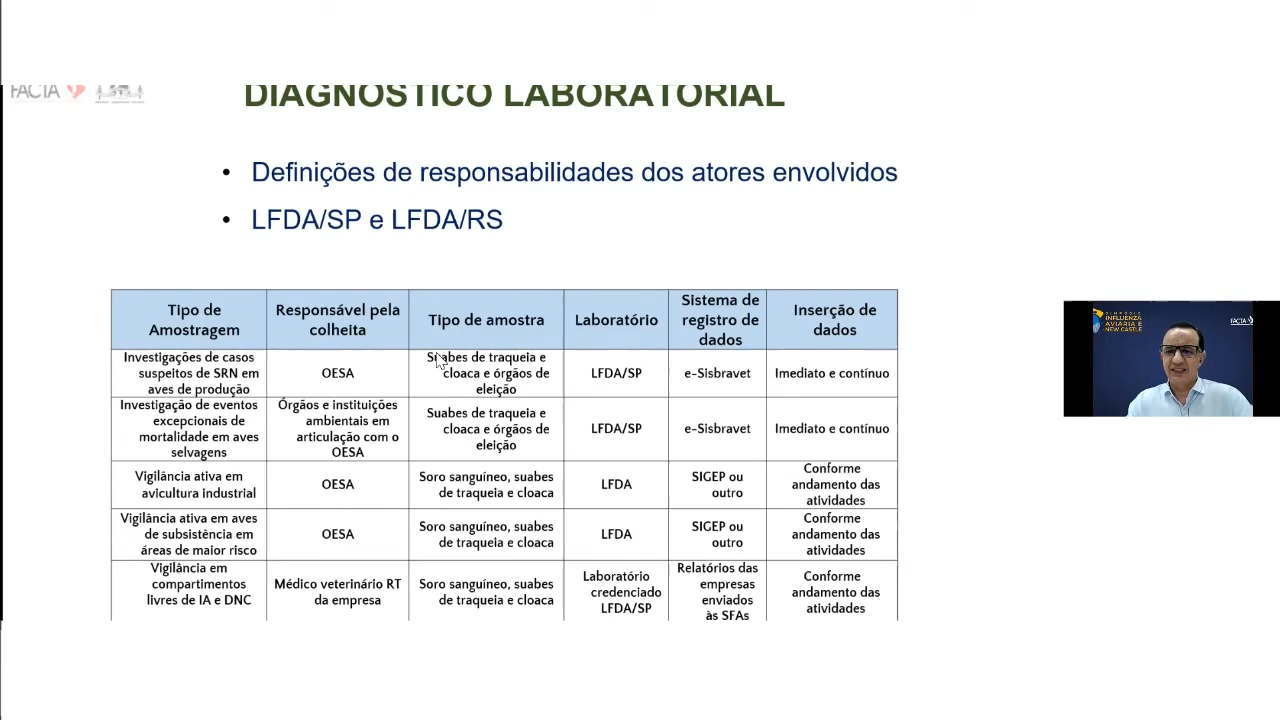 FACTA
DIAGNÓSTICO LABORATORIAL
• Definições de responsabilidades dos atores envolvidos
• LFDA/SP e LFDA/RS
Tipo de
Amostragem
Responsável pela
colheita
Tipo de amostra
Laboratório
Sistema de
registro de
dados
Inserção de
dados
Investigações de casos
suspeitos de SRN em
aves de produção
OESA
Suabes de traqueia e
cloaca e órgãos de
eleição
LFDA/SP
e-Sisbravet
Imediato e contínuo
Investigação de eventos
excepcionais de
mortalidade em aves
selvagens
Órgãos e instituições
ambientais em
articulação com o
OESA
Suabes de traqueia e
cloaca e órgãos de
eleição
LFDA/SP
e-Sisbravet
Imediato e contínuo
Vigilância ativa em
avicultura industrial
OESA
Soro sanguíneo, suabes
de traqueia e cloaca
LFDA
SIGEP ou
outro
Conforme
andamento das
atividades
Vigilância ativa em aves
de subsistência em
áreas de maior risco
OESA
Soro sanguíneo, suabes
de traqueia e cloaca
LFDA
SIGEP ou
outro
Conforme
andamento das
atividades
Vigilância em
compartimentos
livres de IA e DNC
Médico veterinário RT
da empresa
Soro sanguíneo, suabes
de traqueia e cloaca
Laboratório
credenciado
LFDA/SP
Relatórios das
empresas
enviados
às SFAs
Conforme
andamento das
atividades
SIMPÓSIO
INFLUENZA
AVIARIA E
NEW CASTLE
FACTA